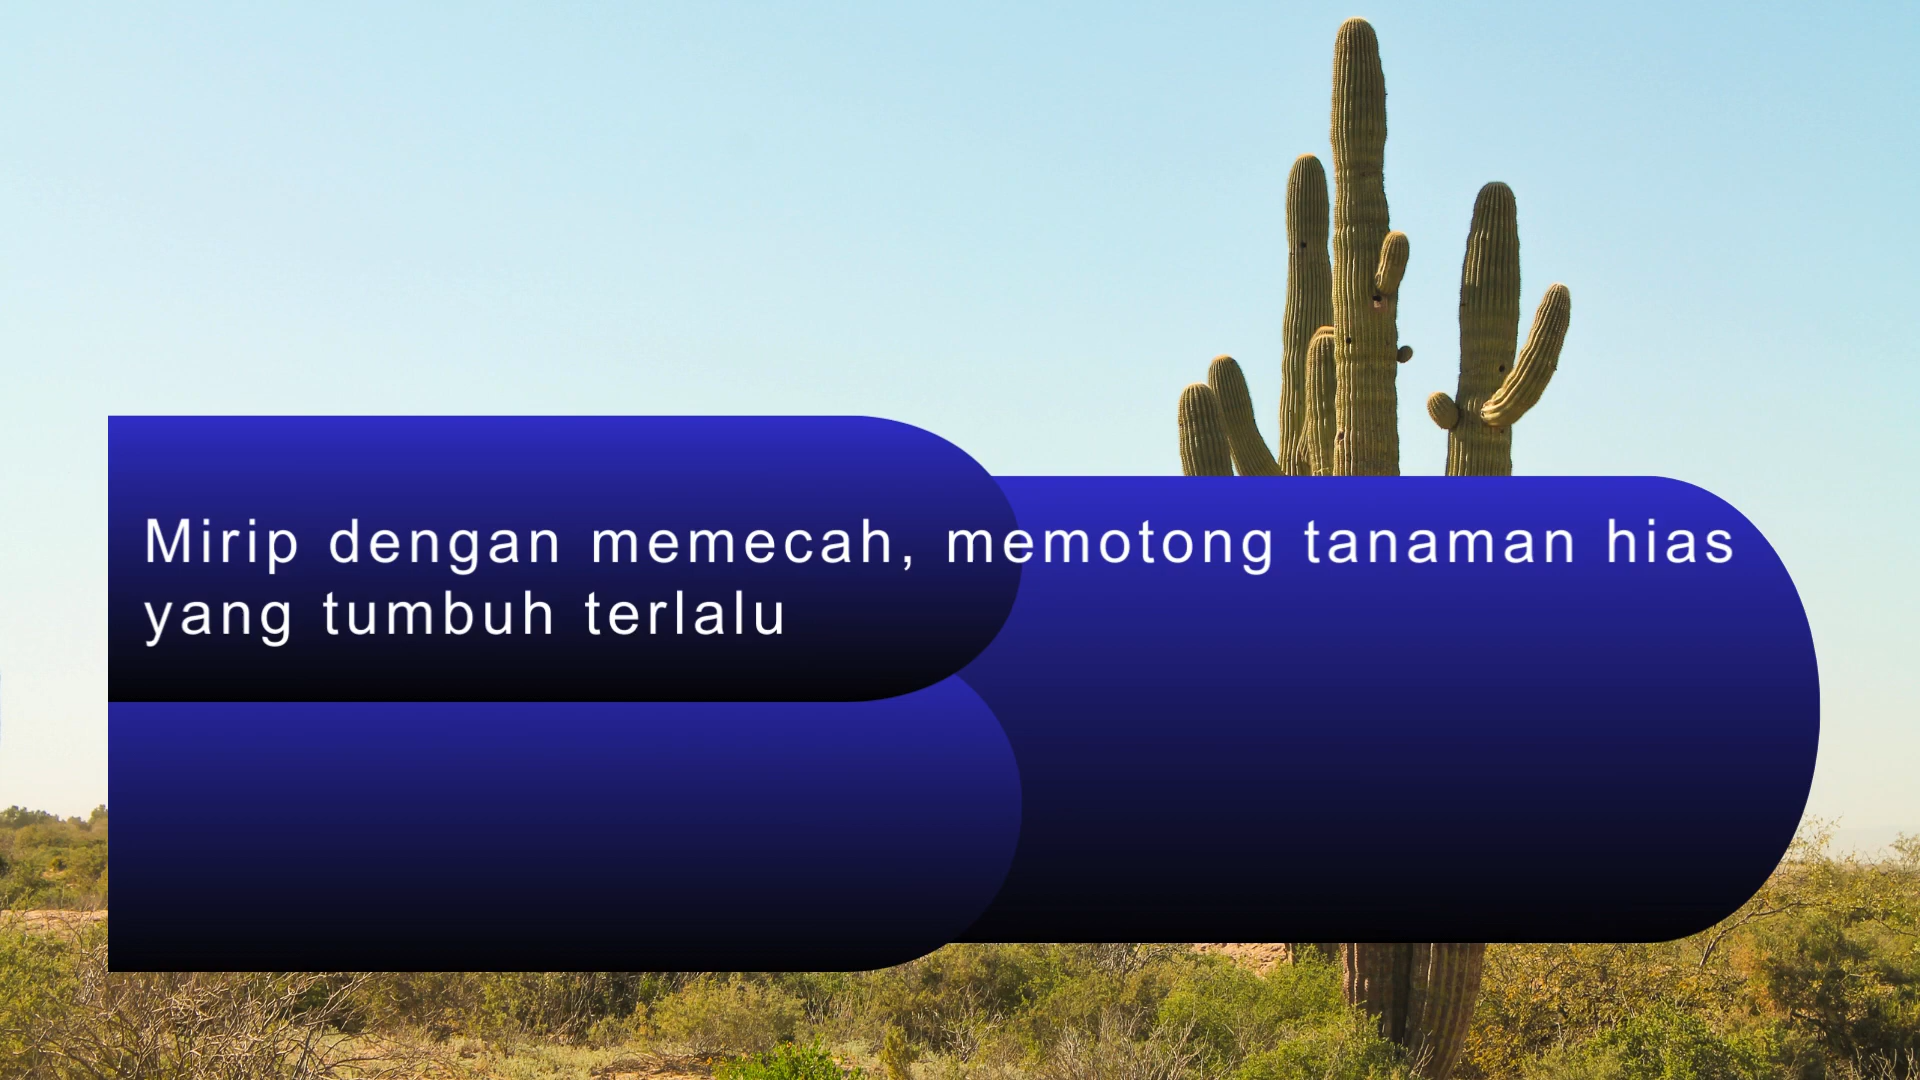 Mirip dengan memecah, memotong tanaman hias
yang tumbuh terlalu